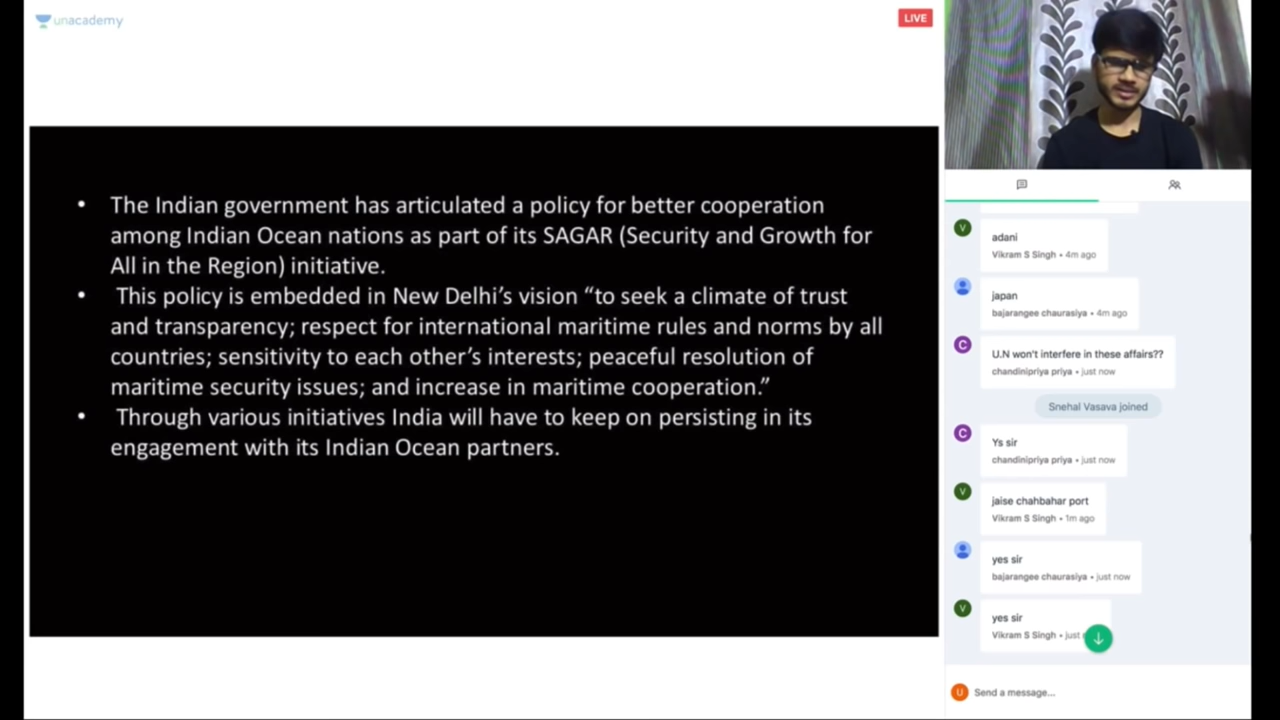 unacademy
LIVE
• The Indian government has articulated a policy for better cooperation
among Indian Ocean nations as part of its SAGAR (Security and Growth for
All in the Region) initiative.
• This policy is embedded in New Delhi’s vision “to seek a climate of trust
and transparency; respect for international maritime rules and norms by all
countries; sensitivity to each other’s interests; peaceful resolution of
maritime security issues; and increase in maritime cooperation.”
• Through various initiatives India will have to keep on persisting in its
engagement with its Indian Ocean partners.
V
adani
Vikram S Singh • 4m ago
japan
bajarangee chaurasiya • 4m ago
C
U.N won't interfere in these affairs??
chandinipriya priya • just now
Snehal Vasava joined
C
Ys sir
chandinipriya priya • just now
V
jaise chahbahar port
Vikram S Singh • 1m ago
yes sir
bajarangee chaurasiya • just now
V
yes sir
Vikram S Singh • just
U
Send a message...